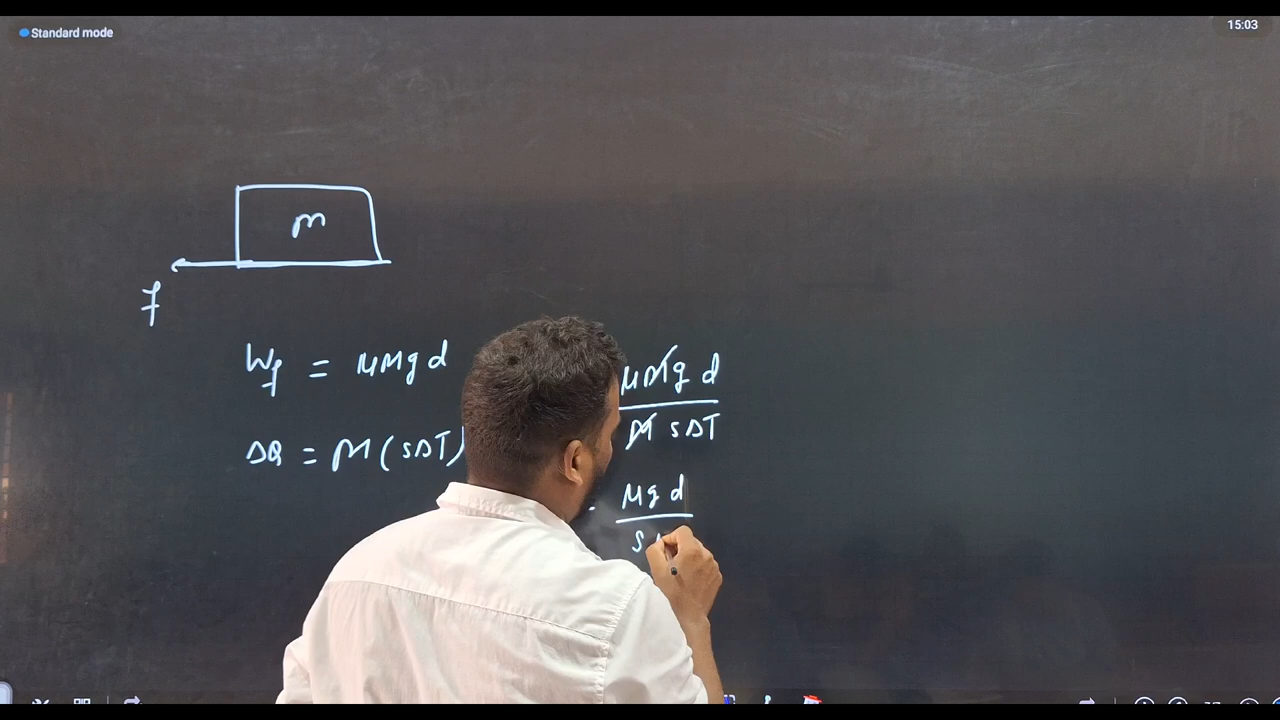 Standard mode
15:03
m
f
W_f = μMgd
μMgd
M SΔT
ΔQ = M(SΔT)
μgd
S